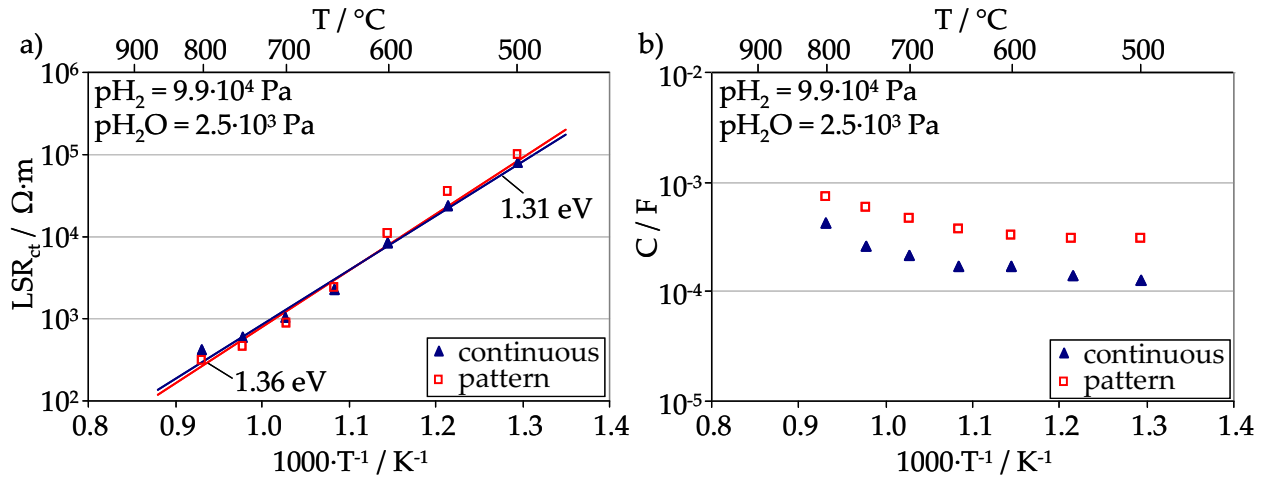 a)
T / °C
900 800 700 600 500
10⁶
10⁵
10⁴
10³
10²
LSR_ct / Ω·m
pH₂ = 9.9·10⁴ Pa
pH₂O = 2.5·10³ Pa
1.31 eV
1.36 eV
continuous
pattern
0.8 0.9 1.0 1.1 1.2 1.3 1.4
1000·T⁻¹ / K⁻¹
b)
T / °C
900 800 700 600 500
10⁻²
10⁻³
10⁻⁴
10⁻⁵
C / F
pH₂ = 9.9·10⁴ Pa
pH₂O = 2.5·10³ Pa
continuous
pattern
0.8 0.9 1.0 1.1 1.2 1.3 1.4
1000·T⁻¹ / K⁻¹